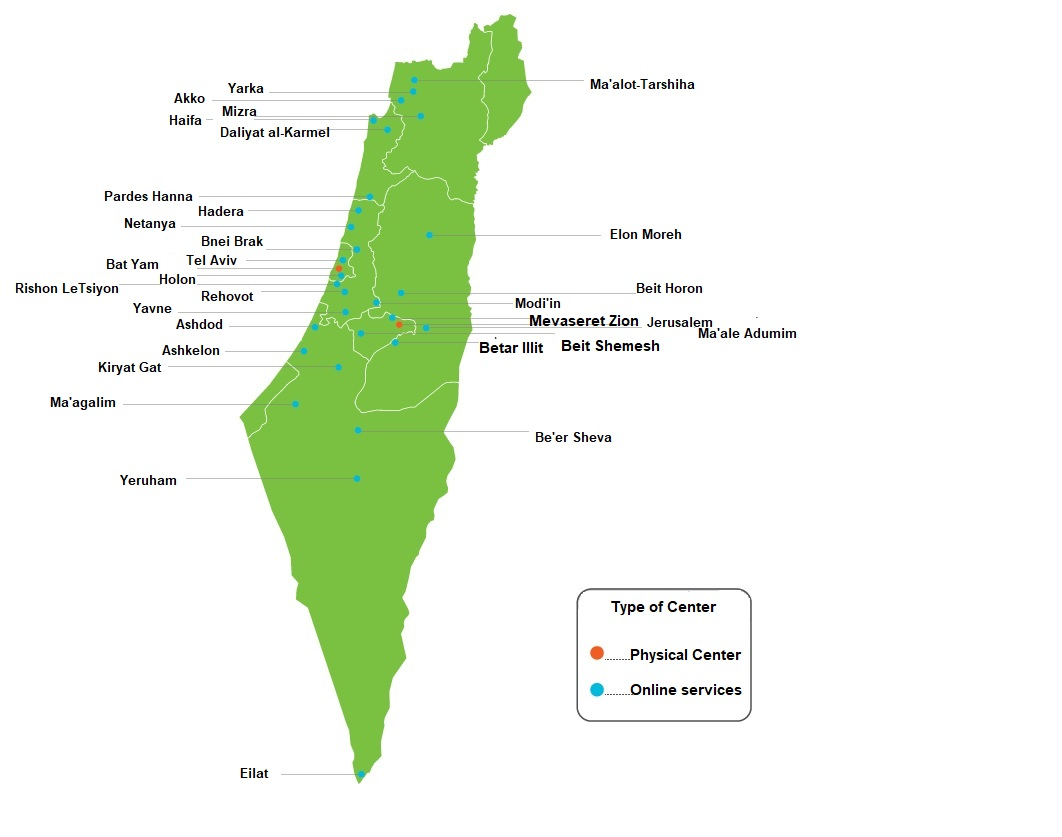 Ma'alot-Tarshiha
Yarka
Akko
Mizra
Haifa
Daliyat al-Karmel
Pardes Hanna
Hadera
Netanya
Elon Moreh
Bnei Brak
Tel Aviv
Bat Yam
Holon
Rishon LeTsiyon
Beit Horon
Rehovot
Modi'in
Yavne
Mevaseret Zion
Jerusalem
Ashdod
Ma'ale Adumim
Betar Illit
Beit Shemesh
Ashkelon
Kiryat Gat
Ma'agalim
Be'er Sheva
Yeruham
Type of Center
Physical Center
Online services
Eilat